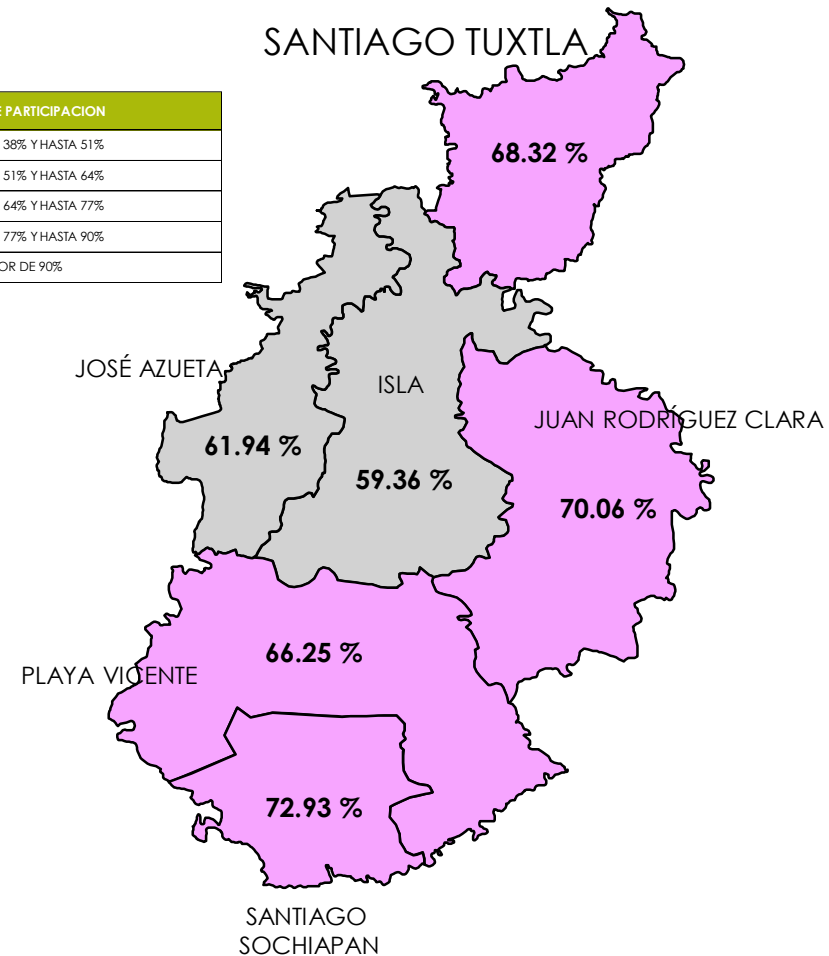 SANTIAGO TUXTLA
PARTICIPACION
38% Y HASTA 51%
51% Y HASTA 64%
64% Y HASTA 77%
77% Y HASTA 90%
DE 90%
68.32 %
JOSÉ AZUETA
ISLA
JUAN RODRÍGUEZ CLARA
61.94 %
59.36 %
70.06 %
66.25 %
PLAYA VICENTE
72.93 %
SANTIAGO
SOCHIAPAN